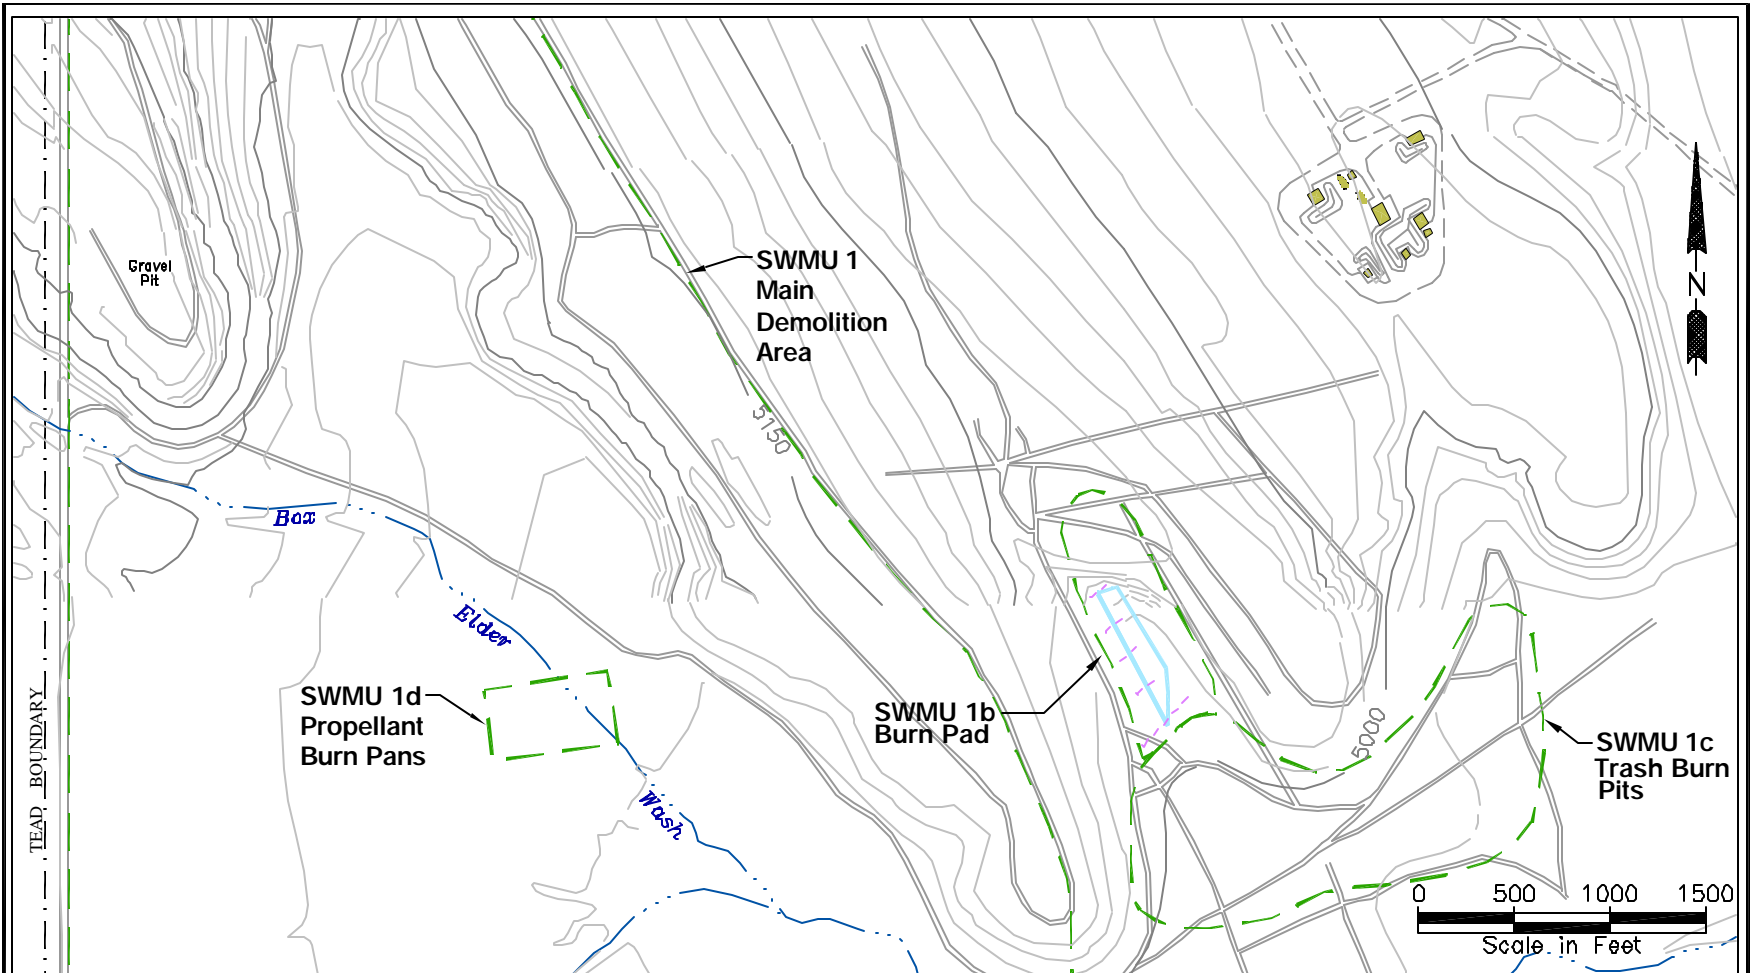 Gravel
Pit
SWMU 1
Main
Demolition
Area
N
5150
Box
Elder
Wash
SWMU 1d
Propellant
Burn Pans
SWMU 1b
Burn Pad
5000
SWMU 1c
Trash Burn
Pits
TEAD BOUNDARY
0 500 1000 1500
Scale in Feet